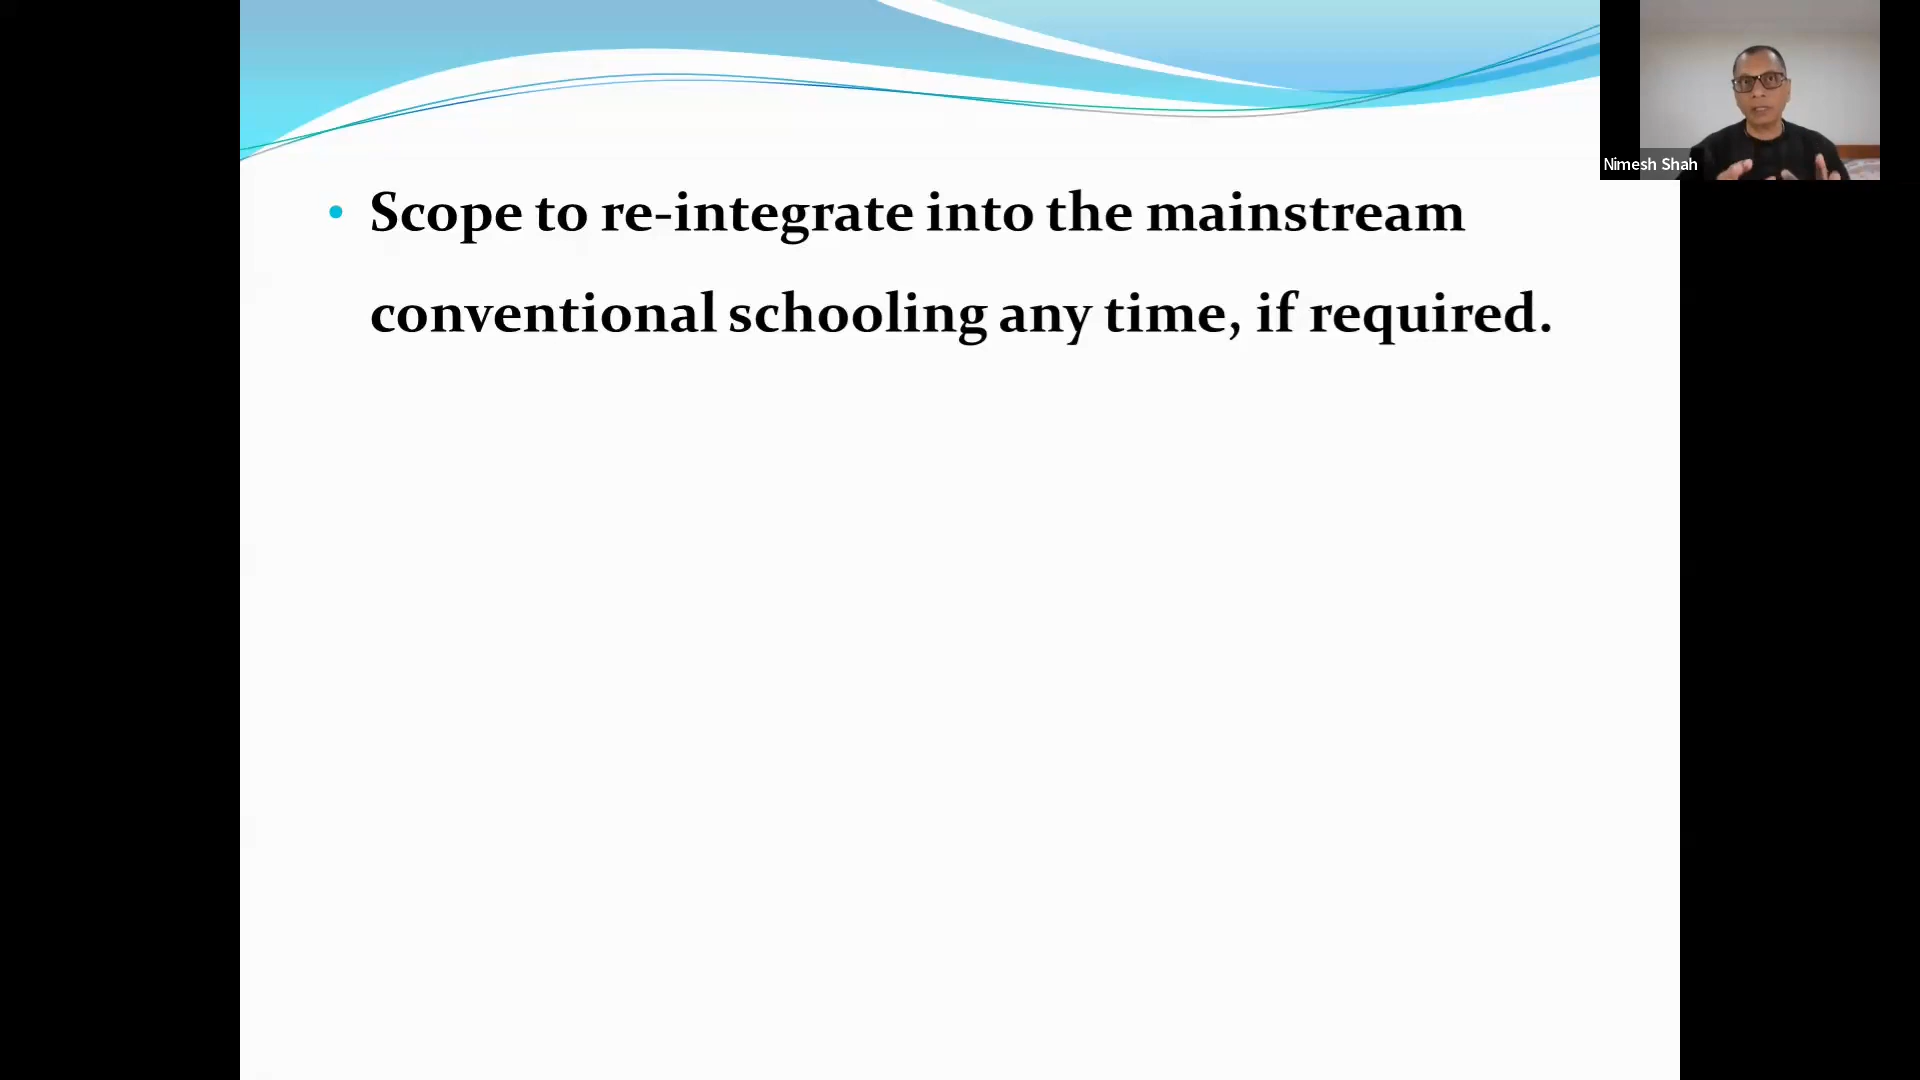 • Scope to re-integrate into the mainstream
conventional schooling any time, if required.
Nimesh Shah